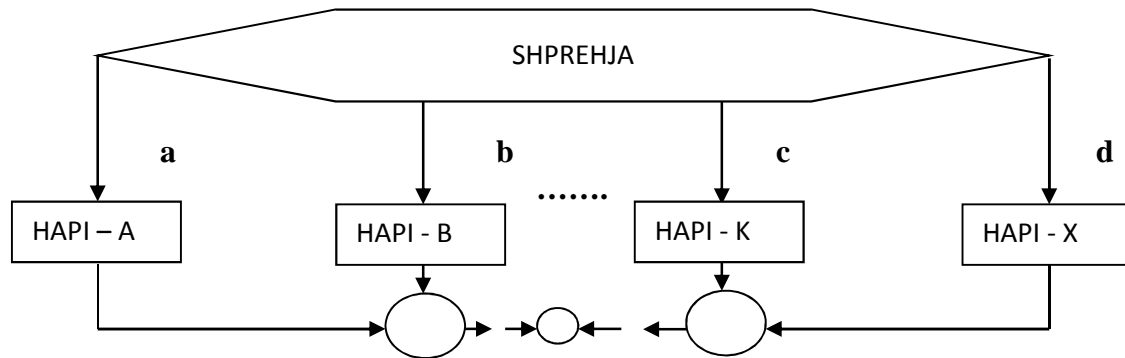 SHPREHJA
a b c d
.......
HAPI – A HAPI - B HAPI - K HAPI - X